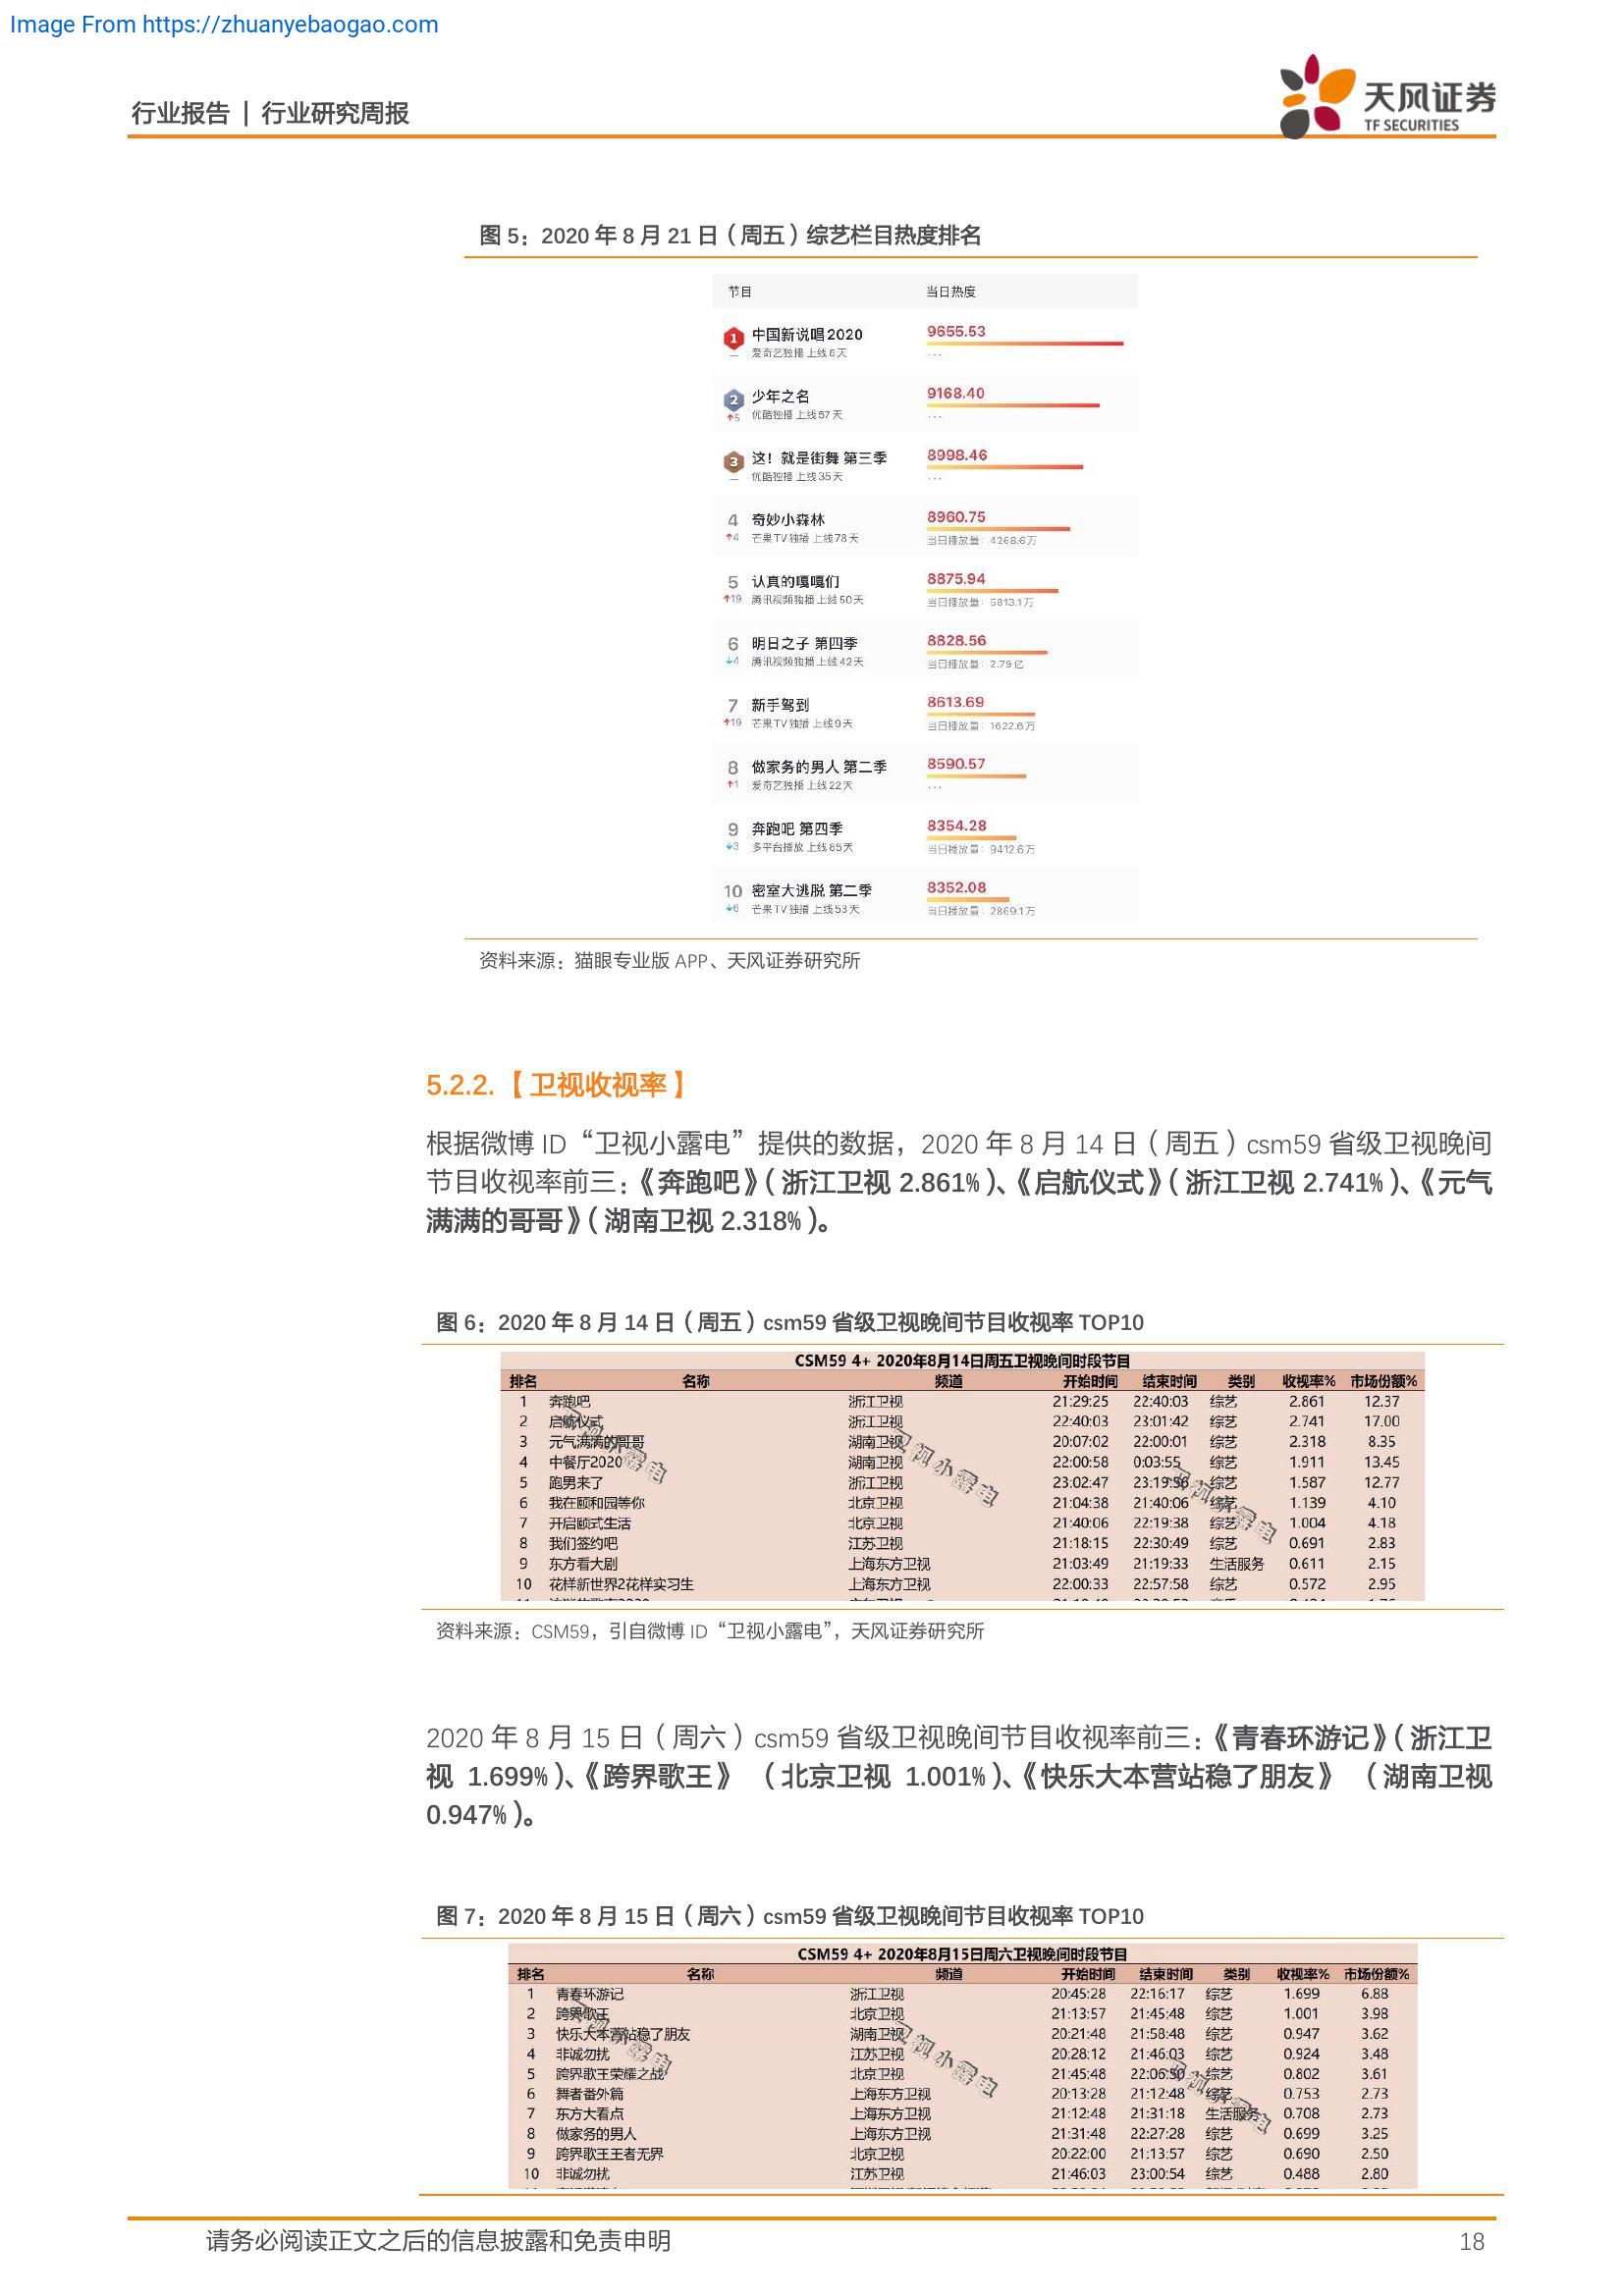 Image From https://zhuanyebaogao.com
行业报告 | 行业研究周报
天风证券
TF SECURITIES
图 5：2020 年 8 月 21 日（周五）综艺栏目热度排名
节目 当日热度
1 中国新说唱2020 9655.53
— 爱奇艺独播 上线8天 ...
2 少年之名 9168.40
↑5 优酷独播 上线57天 ...
3 这！就是街舞 第三季 8998.46
— 优酷独播 上线35天 ...
4 奇妙小森林 8960.75
↑4 芒果TV独播 上线78天 当日播放量：4268.6万
5 认真的嘎嘎们 8875.94
↑19 腾讯视频独播 上线50天 当日播放量：5813.1万
6 明日之子 第四季 8828.56
↓4 腾讯视频独播 上线42天 当日播放量：2.79亿
7 新手驾到 8613.69
↑19 芒果TV独播 上线9天 当日播放量：1622.6万
8 做家务的男人 第二季 8590.57
↑1 爱奇艺独播 上线22天 ...
9 奔跑吧 第四季 8354.28
↓3 多平台播放 上线85天 当日播放量：9412.6万
10 密室大逃脱 第二季 8352.08
↓6 芒果TV独播 上线53天 当日播放量：2869.1万
资料来源：猫眼专业版 APP、天风证券研究所
5.2.2.【卫视收视率】
根据微博 ID“卫视小露电”提供的数据，2020 年 8 月 14 日（周五）csm59 省级卫视晚间
节目收视率前三：《奔跑吧》（浙江卫视 2.861%）、《启航仪式》（浙江卫视 2.741%）、《元气
满满的哥哥》（湖南卫视 2.318%）。
图 6：2020 年 8 月 14 日（周五）csm59 省级卫视晚间节目收视率 TOP10
CSM59 4+ 2020年8月14日周五卫视晚间时段节目
排名 名称 频道 开始时间 结束时间 类别 收视率% 市场份额%
1 奔跑吧 浙江卫视 21:29:25 22:40:03 综艺 2.861 12.37
2 启航仪式 浙江卫视 22:40:03 23:01:42 综艺 2.741 17.00
3 元气满满的哥哥 湖南卫视 20:07:02 22:00:01 综艺 2.318 8.35
4 中餐厅2020 湖南卫视 22:00:58 0:03:55 综艺 1.911 13.45
5 跑男来了 浙江卫视 23:02:47 23:19:56 综艺 1.587 12.77
6 我在颐和园等你 北京卫视 21:04:38 21:40:06 综艺 1.139 4.10
7 开启颐式生活 北京卫视 21:40:06 22:19:38 综艺 1.004 4.18
8 我们签约吧 江苏卫视 21:18:15 22:30:49 综艺 0.691 2.83
9 东方看大剧 上海东方卫视 21:03:49 21:19:33 生活服务 0.611 2.15
10 花样新世界2花样实习生 上海东方卫视 22:00:33 22:57:58 综艺 0.572 2.95
卫视小露电
卫视小露电
卫视小露电
资料来源：CSM59，引自微博 ID“卫视小露电”，天风证券研究所
2020 年 8 月 15 日（周六）csm59 省级卫视晚间节目收视率前三：《青春环游记》（浙江卫
视 1.699%）、《跨界歌王》 （北京卫视 1.001%）、《快乐大本营站稳了朋友》 （湖南卫视
0.947%）。
图 7：2020 年 8 月 15 日（周六）csm59 省级卫视晚间节目收视率 TOP10
CSM59 4+ 2020年8月15日周六卫视晚间时段节目
排名 名称 频道 开始时间 结束时间 类别 收视率% 市场份额%
1 青春环游记 浙江卫视 20:45:28 22:16:17 综艺 1.699 6.88
2 跨界歌王 北京卫视 21:13:57 21:45:48 综艺 1.001 3.98
3 快乐大本营站稳了朋友 湖南卫视 20:21:48 21:58:48 综艺 0.947 3.62
4 非诚勿扰 江苏卫视 20:28:12 21:46:03 综艺 0.924 3.48
5 跨界歌王荣耀之战 北京卫视 21:45:48 22:06:50 综艺 0.802 3.61
6 舞者番外篇 上海东方卫视 20:13:28 21:12:48 综艺 0.753 2.73
7 东方大看点 上海东方卫视 21:12:48 21:31:18 生活服务 0.708 2.73
8 做家务的男人 上海东方卫视 21:31:48 22:27:28 综艺 0.699 3.25
9 跨界歌王王者无界 北京卫视 20:22:00 21:13:57 综艺 0.690 2.50
10 非诚勿扰 江苏卫视 21:46:03 23:00:54 综艺 0.488 2.80
卫视小露电
卫视小露电
卫视小露电
请务必阅读正文之后的信息披露和免责申明 18